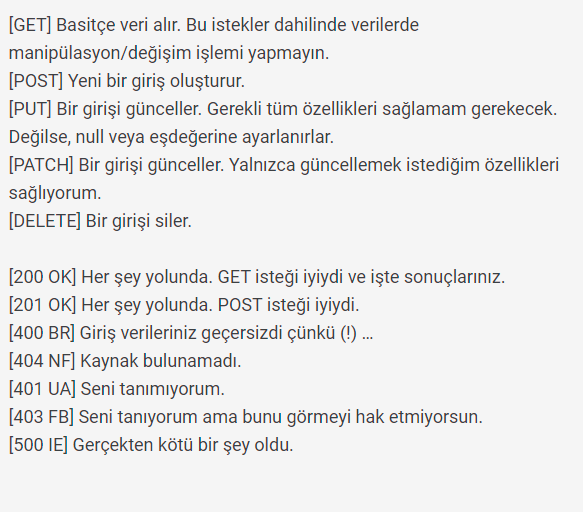 [GET] Basitçe veri alır. Bu istekler dahilinde verilerde
manipülasyon/değişim işlemi yapmayın.
[POST] Yeni bir giriş oluşturur.
[PUT] Bir girişi günceller. Gerekli tüm özellikleri sağlamam gerekecek.
Değilse, null veya eşdeğerine ayarlanırlar.
[PATCH] Bir girişi günceller. Yalnızca güncellemek istediğim özellikleri
sağlıyorum.
[DELETE] Bir girişi siler.
[200 OK] Her şey yolunda. GET isteği iyiydi ve işte sonuçlarınız.
[201 OK] Her şey yolunda. POST isteği iyiydi.
[400 BR] Giriş verileriniz geçersizdi çünkü (!) …
[404 NF] Kaynak bulunamadı.
[401 UA] Seni tanımıyorum.
[403 FB] Seni tanıyorum ama bunu görmeyi hak etmiyorsun.
[500 IE] Gerçekten kötü bir şey oldu.